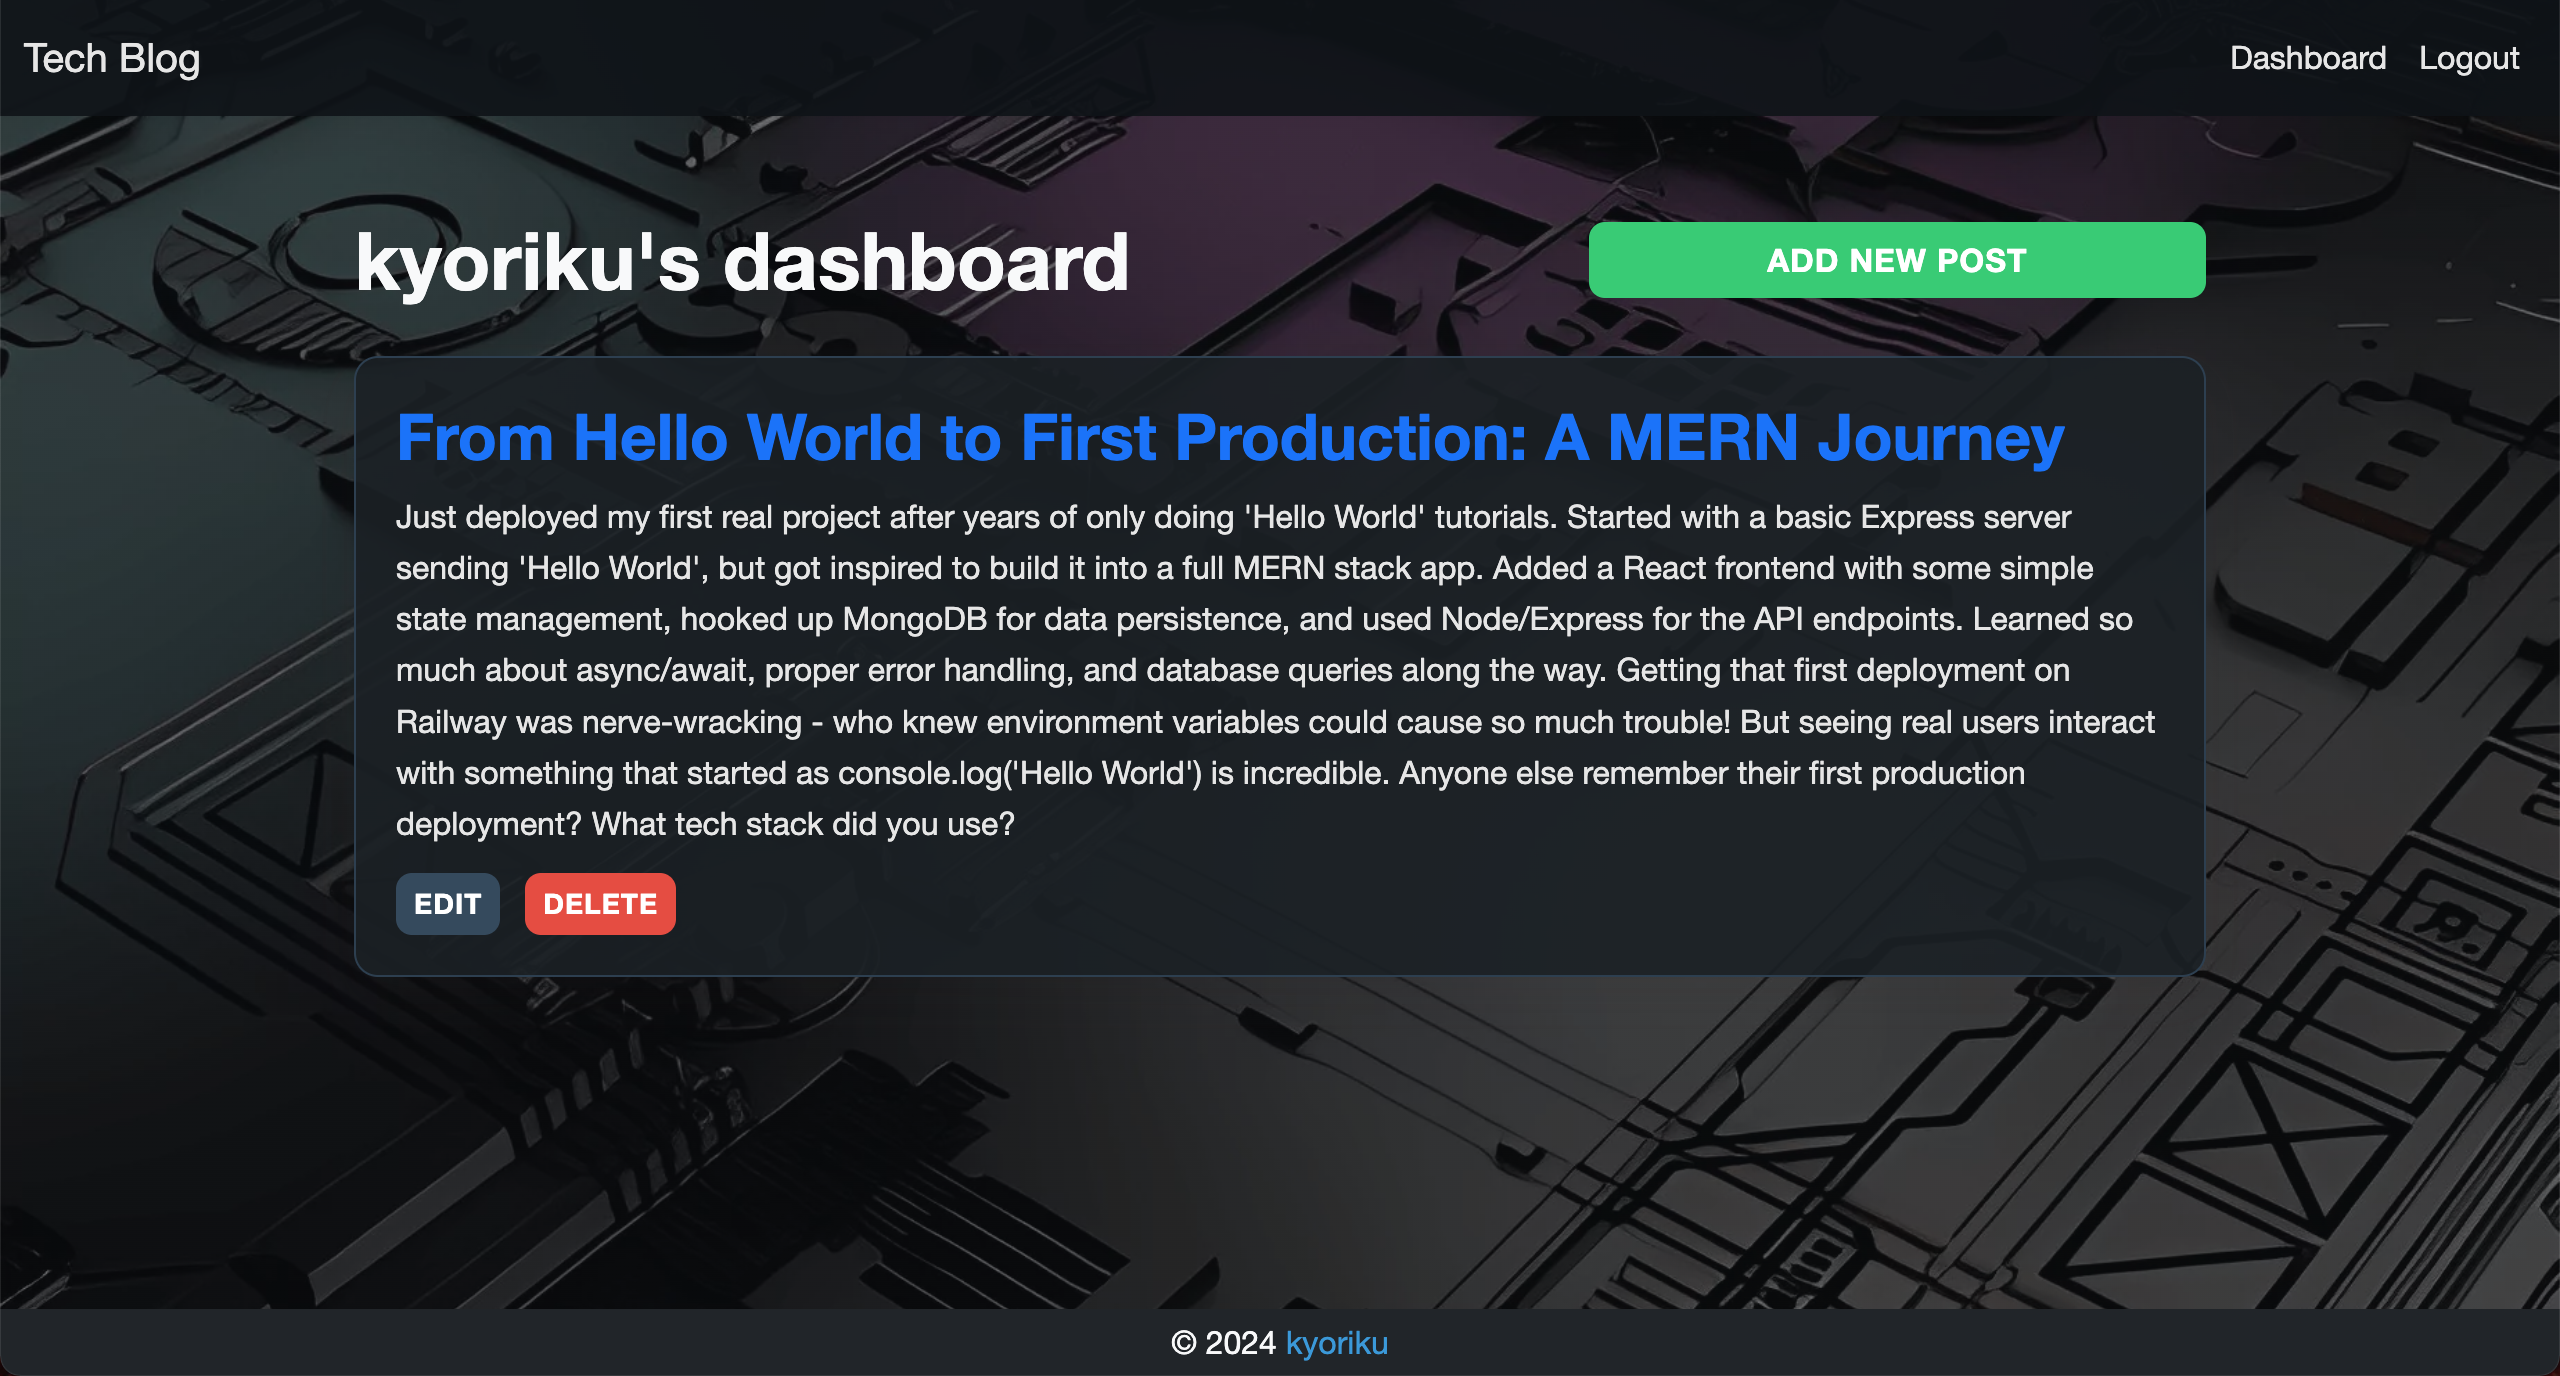 Tech Blog
Dashboard Logout
kyoriku's dashboard
ADD NEW POST
From Hello World to First Production: A MERN Journey
Just deployed my first real project after years of only doing 'Hello World' tutorials. Started with a basic Express server
sending 'Hello World', but got inspired to build it into a full MERN stack app. Added a React frontend with some simple
state management, hooked up MongoDB for data persistence, and used Node/Express for the API endpoints. Learned so
much about async/await, proper error handling, and database queries along the way. Getting that first deployment on
Railway was nerve-wracking - who knew environment variables could cause so much trouble! But seeing real users interact
with something that started as console.log('Hello World') is incredible. Anyone else remember their first production
deployment? What tech stack did you use?
EDIT DELETE
© 2024 kyoriku